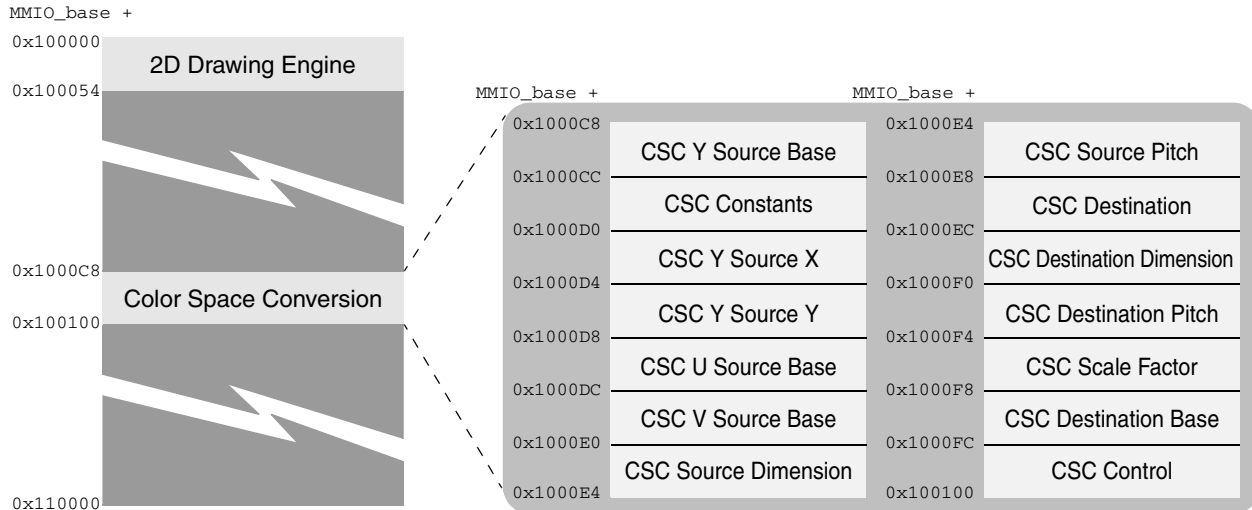 MMIO_base +
0x100000
2D Drawing Engine
0x100054
0x1000C8
Color Space Conversion
0x100100
0x110000
MMIO_base +
0x1000C8
CSC Y Source Base
0x1000CC
CSC Constants
0x1000D0
CSC Y Source X
0x1000D4
CSC Y Source Y
0x1000D8
CSC U Source Base
0x1000DC
CSC V Source Base
0x1000E0
CSC Source Dimension
0x1000E4
MMIO_base +
0x1000E4
CSC Source Pitch
0x1000E8
CSC Destination
0x1000EC
CSC Destination Dimension
0x1000F0
CSC Destination Pitch
0x1000F4
CSC Scale Factor
0x1000F8
CSC Destination Base
0x1000FC
CSC Control
0x100100